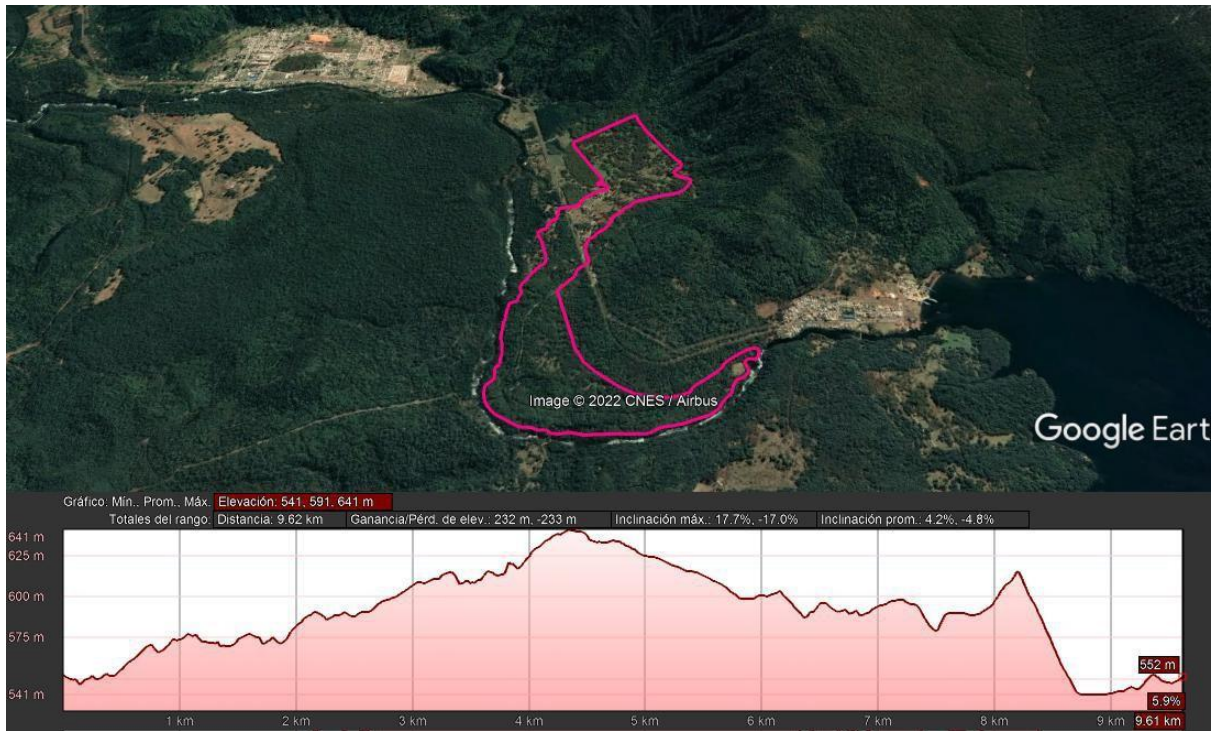 Image © 2022 CNES / Airbus
Google Eart
Gráfico: Mín., Prom., Máx. Elevación: 541, 591, 641 m
Totales del rango: Distancia: 9.62 km Ganancia/Pérd. de elev.: 232 m, -233 m Inclinación máx.: 17.7%, -17.0% Inclinación prom.: 4.2%, -4.8%
641 m
625 m
600 m
575 m
552 m
541 m
5.9%
1 km 2 km 3 km 4 km 5 km 6 km 7 km 8 km 9 km 9.61 km